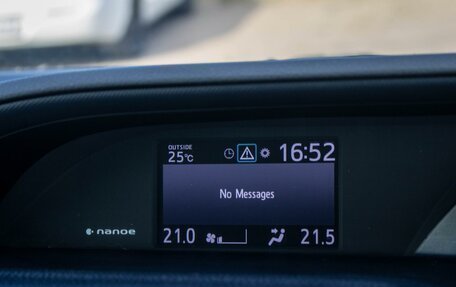 OUTSIDE
25°C
16:52
No Messages
nanoe
21.0
21.5